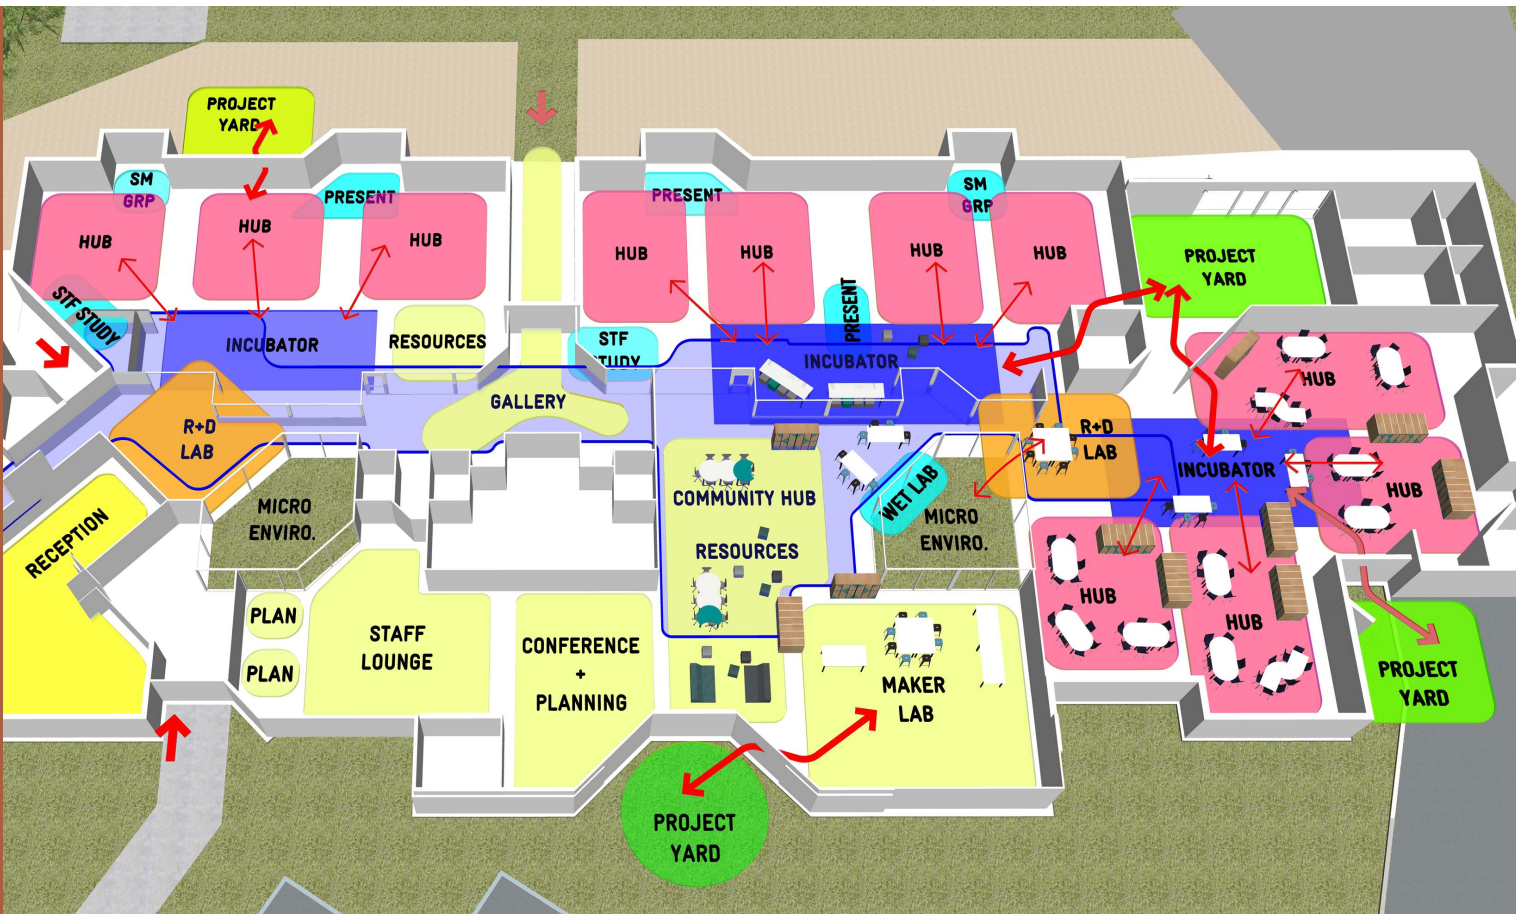 PROJECT
YARD
SM
GRP
PRESENT
PRESENT
SM
GRP
HUB
HUB
HUB
HUB
HUB
HUB
HUB
PROJECT
YARD
STF STUDY
INCUBATOR
RESOURCES
STF
STUDY
PRESENT
INCUBATOR
HUB
GALLERY
R+D
LAB
R+D
LAB
INCUBATOR
HUB
COMMUNITY HUB
WET LAB
MICRO
ENVIRO.
MICRO
ENVIRO.
RECEPTION
RESOURCES
PLAN
PLAN
STAFF
LOUNGE
CONFERENCE
+
PLANNING
MAKER
LAB
HUB
HUB
PROJECT
YARD
PROJECT
YARD